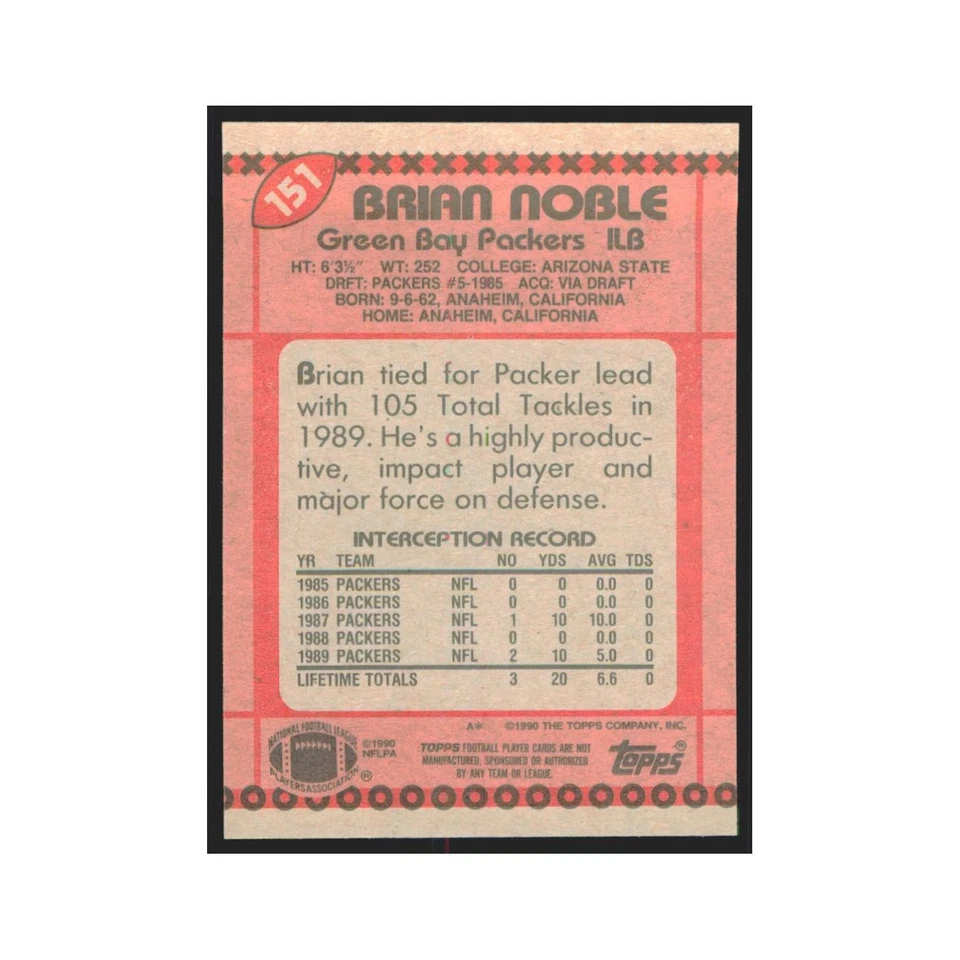 151
BRIAN NOBLE
Green Bay Packers ILB
HT: 6'3½" WT: 252 COLLEGE: ARIZONA STATE
DRFT: PACKERS #5-1985 ACQ: VIA DRAFT
BORN: 9-6-62, ANAHEIM, CALIFORNIA
HOME: ANAHEIM, CALIFORNIA
Brian tied for Packer lead
with 105 Total Tackles in
1989. He's a highly produc-
tive, impact player and
major force on defense.
INTERCEPTION RECORD
YR TEAM NO YDS AVG TDS
1985 PACKERS NFL 0 0 0.0 0
1986 PACKERS NFL 0 0 0.0 0
1987 PACKERS NFL 1 10 10.0 0
1988 PACKERS NFL 0 0 0.0 0
1989 PACKERS NFL 2 10 5.0 0
LIFETIME TOTALS 3 20 6.6 0
A* ©1990 THE TOPPS COMPANY, INC.
NATIONAL FOOTBALL LEAGUE
PLAYERS ASSOCIATION ®
©1990
NFLPA
TOPPS FOOTBALL PLAYER CARDS ARE NOT
MANUFACTURED, SPONSORED OR AUTHORIZED
BY ANY TEAM OR LEAGUE.
Topps®